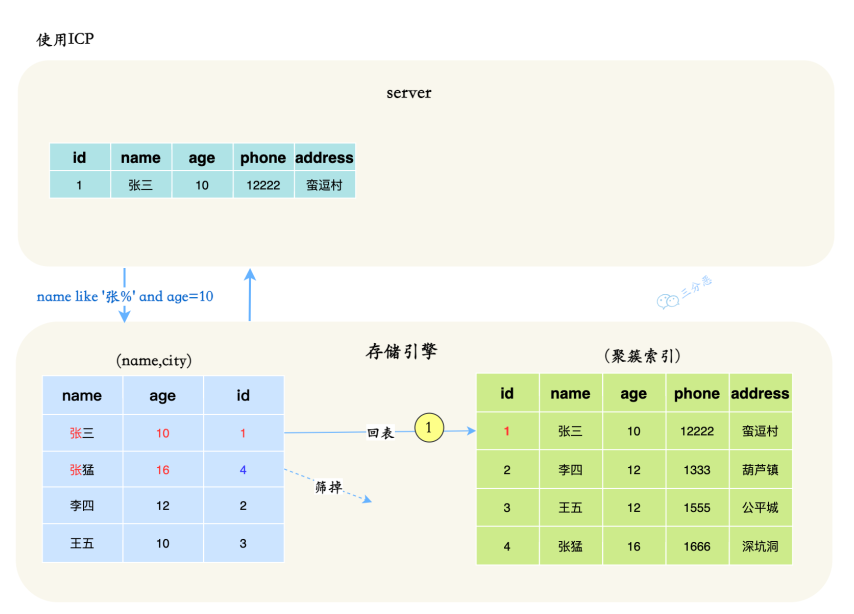 使用ICP
server
id name age phone address
1 张三 10 12222 蛮逗村
name like '张%' and age=10
三分恶
存储引擎
(name,city)
(聚簇索引)
name age id
张三 10 1
张猛 16 4
李四 12 2
王五 10 3
回表
1
筛掉
id name age phone address
1 张三 10 12222 蛮逗村
2 李四 12 1333 葫芦镇
3 王五 12 1555 公平城
4 张猛 16 1666 深坑洞